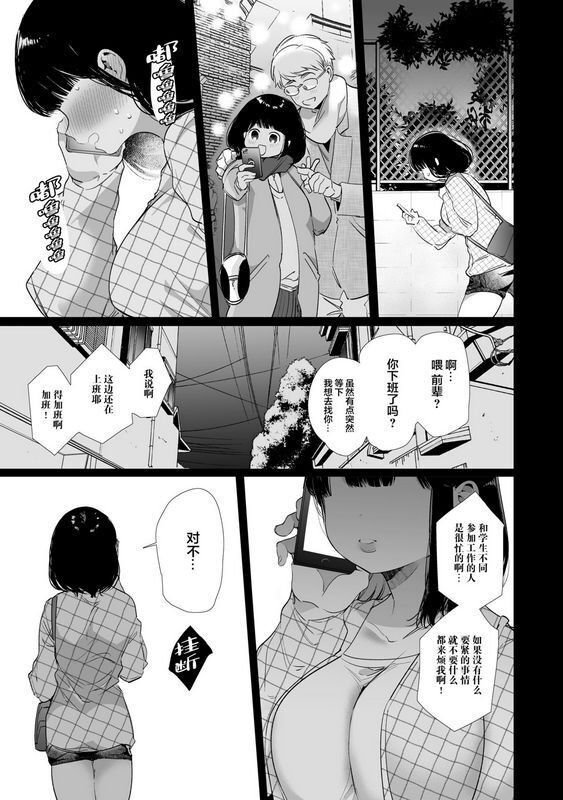 嘟噜噜噜噜噜
嘟噜噜噜噜噜
啊…
喂 前辈?
你下班了吗?
虽然有点突然
等下
我想去找你…
我说啊
这边还在
上班耶
得加班啊
加班!
和学生不同
参加工作的人
是很忙的啊…
如果没有什么
要紧的事情
就不要什么
都来烦我啊!
对不…
挂断